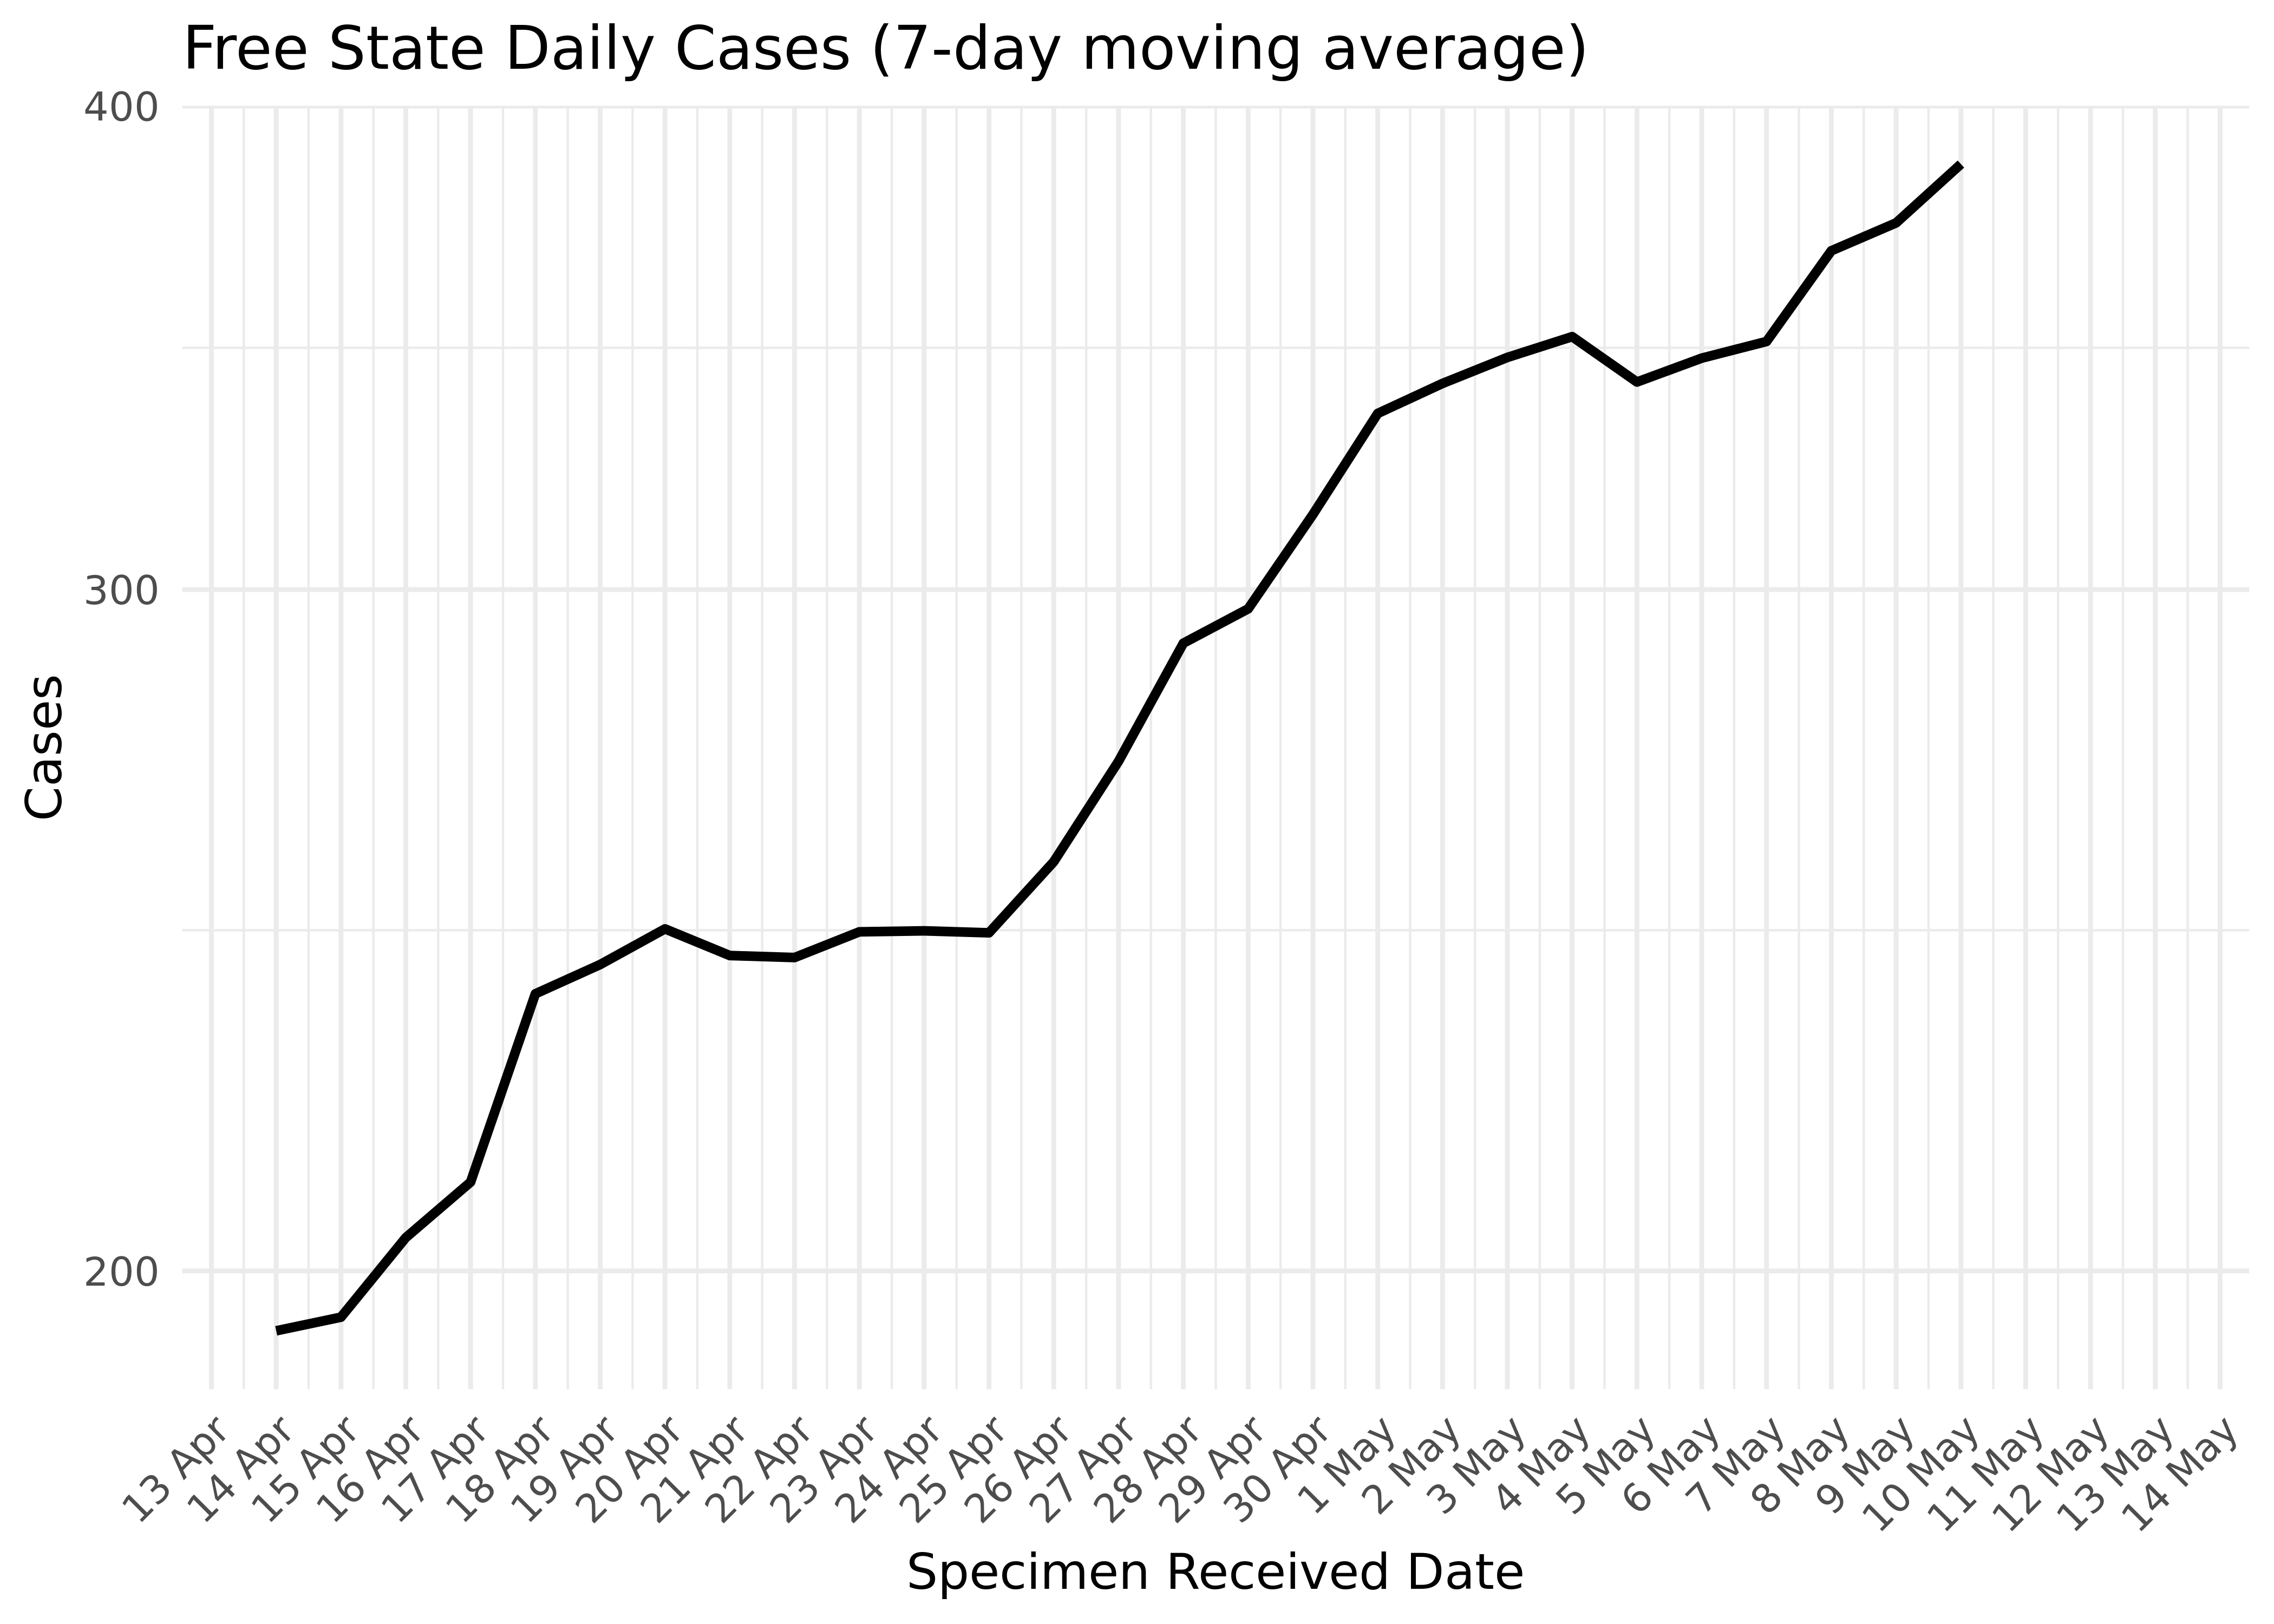 Free State Daily Cases (7-day moving average)
400
300
200
Cases
13 Apr
14 Apr
15 Apr
16 Apr
17 Apr
18 Apr
19 Apr
20 Apr
21 Apr
22 Apr
23 Apr
24 Apr
25 Apr
26 Apr
27 Apr
28 Apr
29 Apr
30 Apr
1 May
2 May
3 May
4 May
5 May
6 May
7 May
8 May
9 May
10 May
11 May
12 May
13 May
14 May
Specimen Received Date